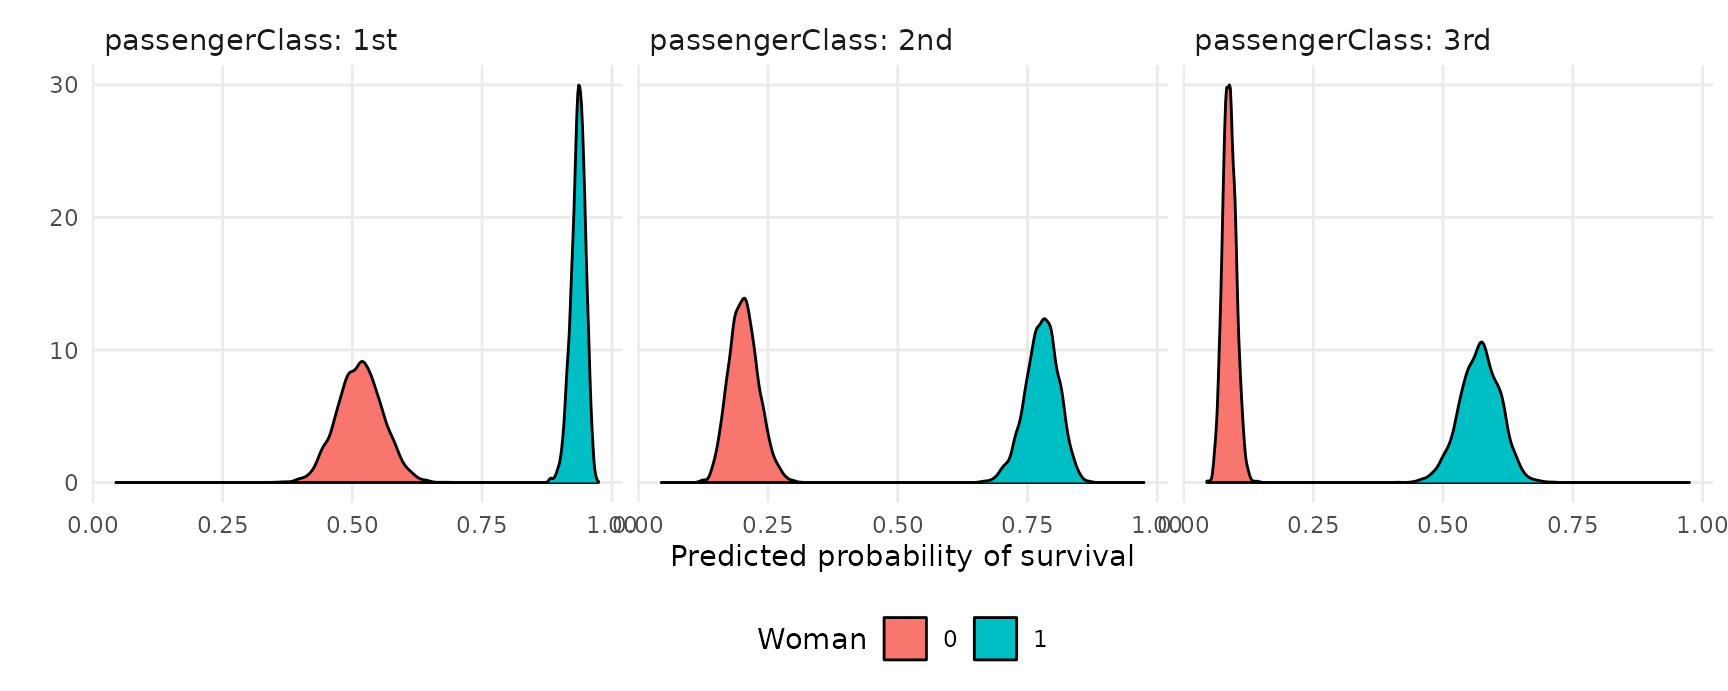 passengerClass: 1st passengerClass: 2nd passengerClass: 3rd
30
20
10
0
0.00 0.25 0.50 0.75 1.00 0.00 0.25 0.50 0.75 1.00 0.00 0.25 0.50 0.75 1.00
Predicted probability of survival
Woman 0 1